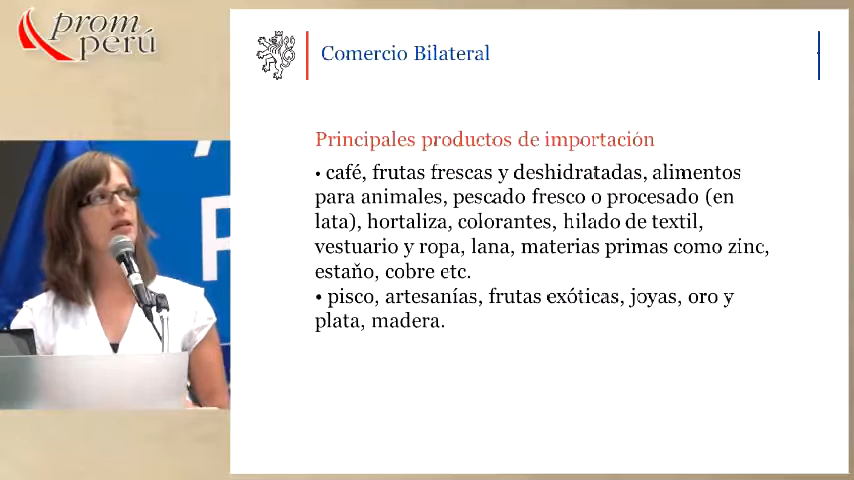 prom
perú
Comercio Bilateral
Principales productos de importación
• café, frutas frescas y deshidratadas, alimentos
para animales, pescado fresco o procesado (en
lata), hortaliza, colorantes, hilado de textil,
vestuario y ropa, lana, materias primas como zinc,
estaňo, cobre etc.
• pisco, artesanías, frutas exóticas, joyas, oro y
plata, madera.